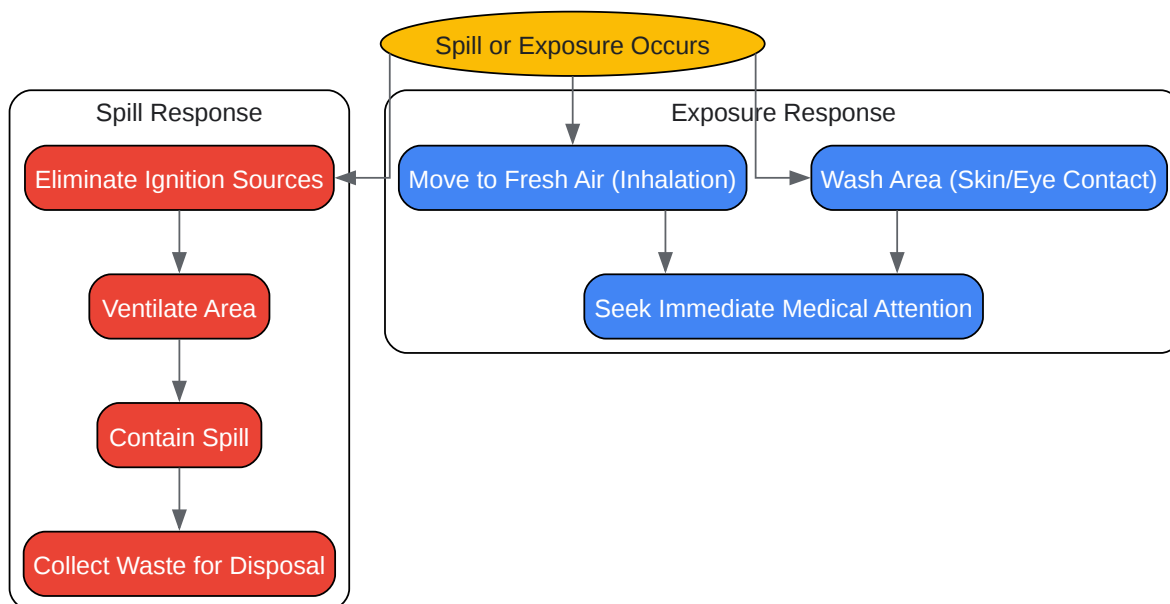 Spill or Exposure Occurs
Spill Response
Exposure Response
Eliminate Ignition Sources
Move to Fresh Air (Inhalation)
Wash Area (Skin/Eye Contact)
Ventilate Area
Seek Immediate Medical Attention
Contain Spill
Collect Waste for Disposal